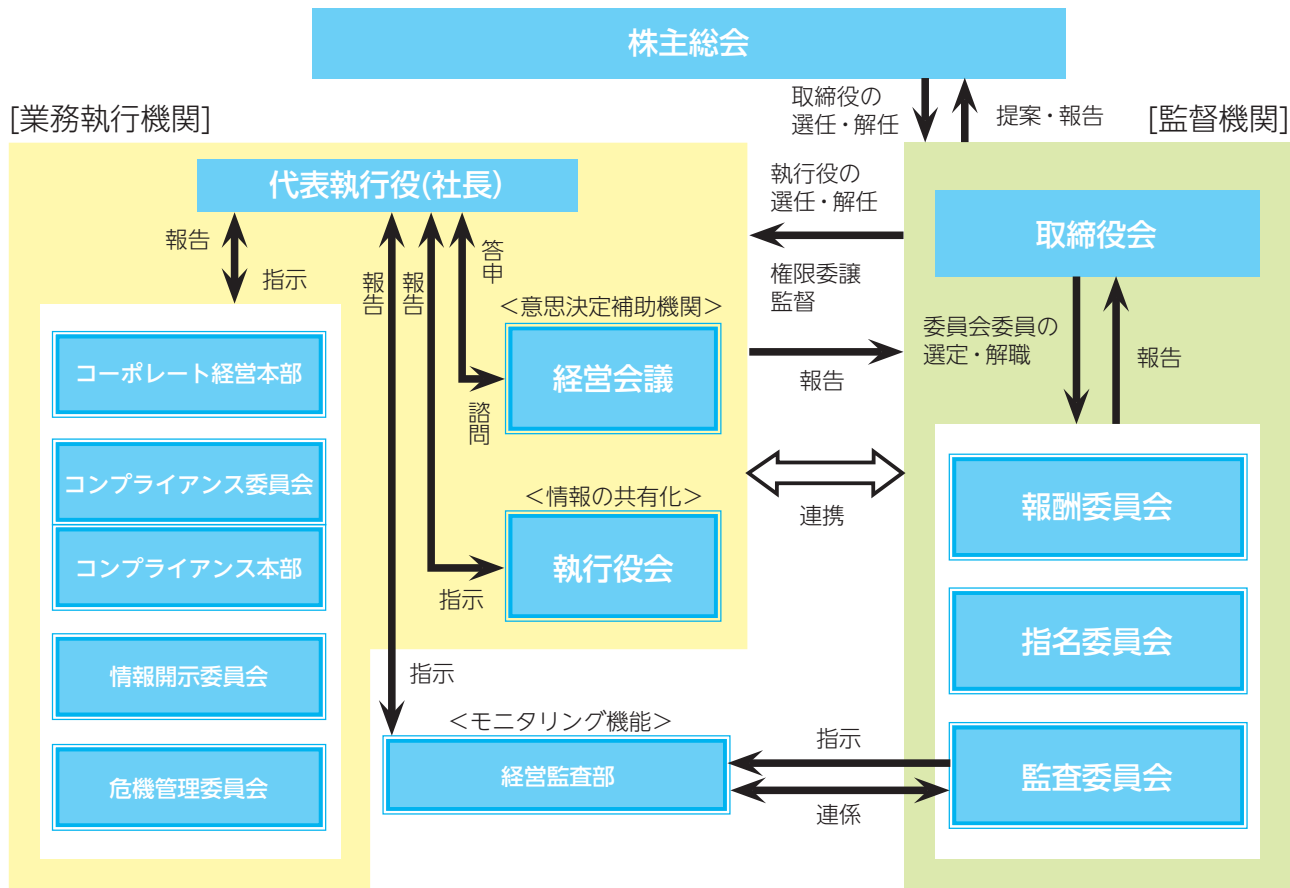 株主総会
取締役の
選任・解任
提案・報告
[業務執行機関]
[監督機関]
代表執行役(社長)
執行役の
選任・解任
取締役会
報告
指示
報告
報告
答申
権限委譲
監督
＜意思決定補助機関＞
経営会議
諮問
報告
委員会委員の
選定・解職
報告
コーポレート経営本部
コンプライアンス委員会
コンプライアンス本部
情報開示委員会
危機管理委員会
＜情報の共有化＞
執行役会
指示
連携
報酬委員会
指名委員会
監査委員会
指示
＜モニタリング機能＞
経営監査部
指示
連係